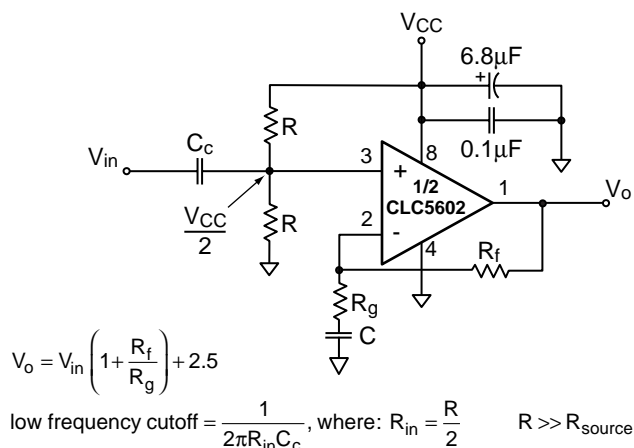 VCC
6.8µF
+
R
Cc
Vin
0.1µF
3
+
8
1/2
CLC5602
1
Vo
VCC/2
R
2
-
4
Rf
Rg
C
Vo = Vin (1 + Rf/Rg) + 2.5
low frequency cutoff = 1/(2πRinCc), where: Rin = R/2 R >> Rsource